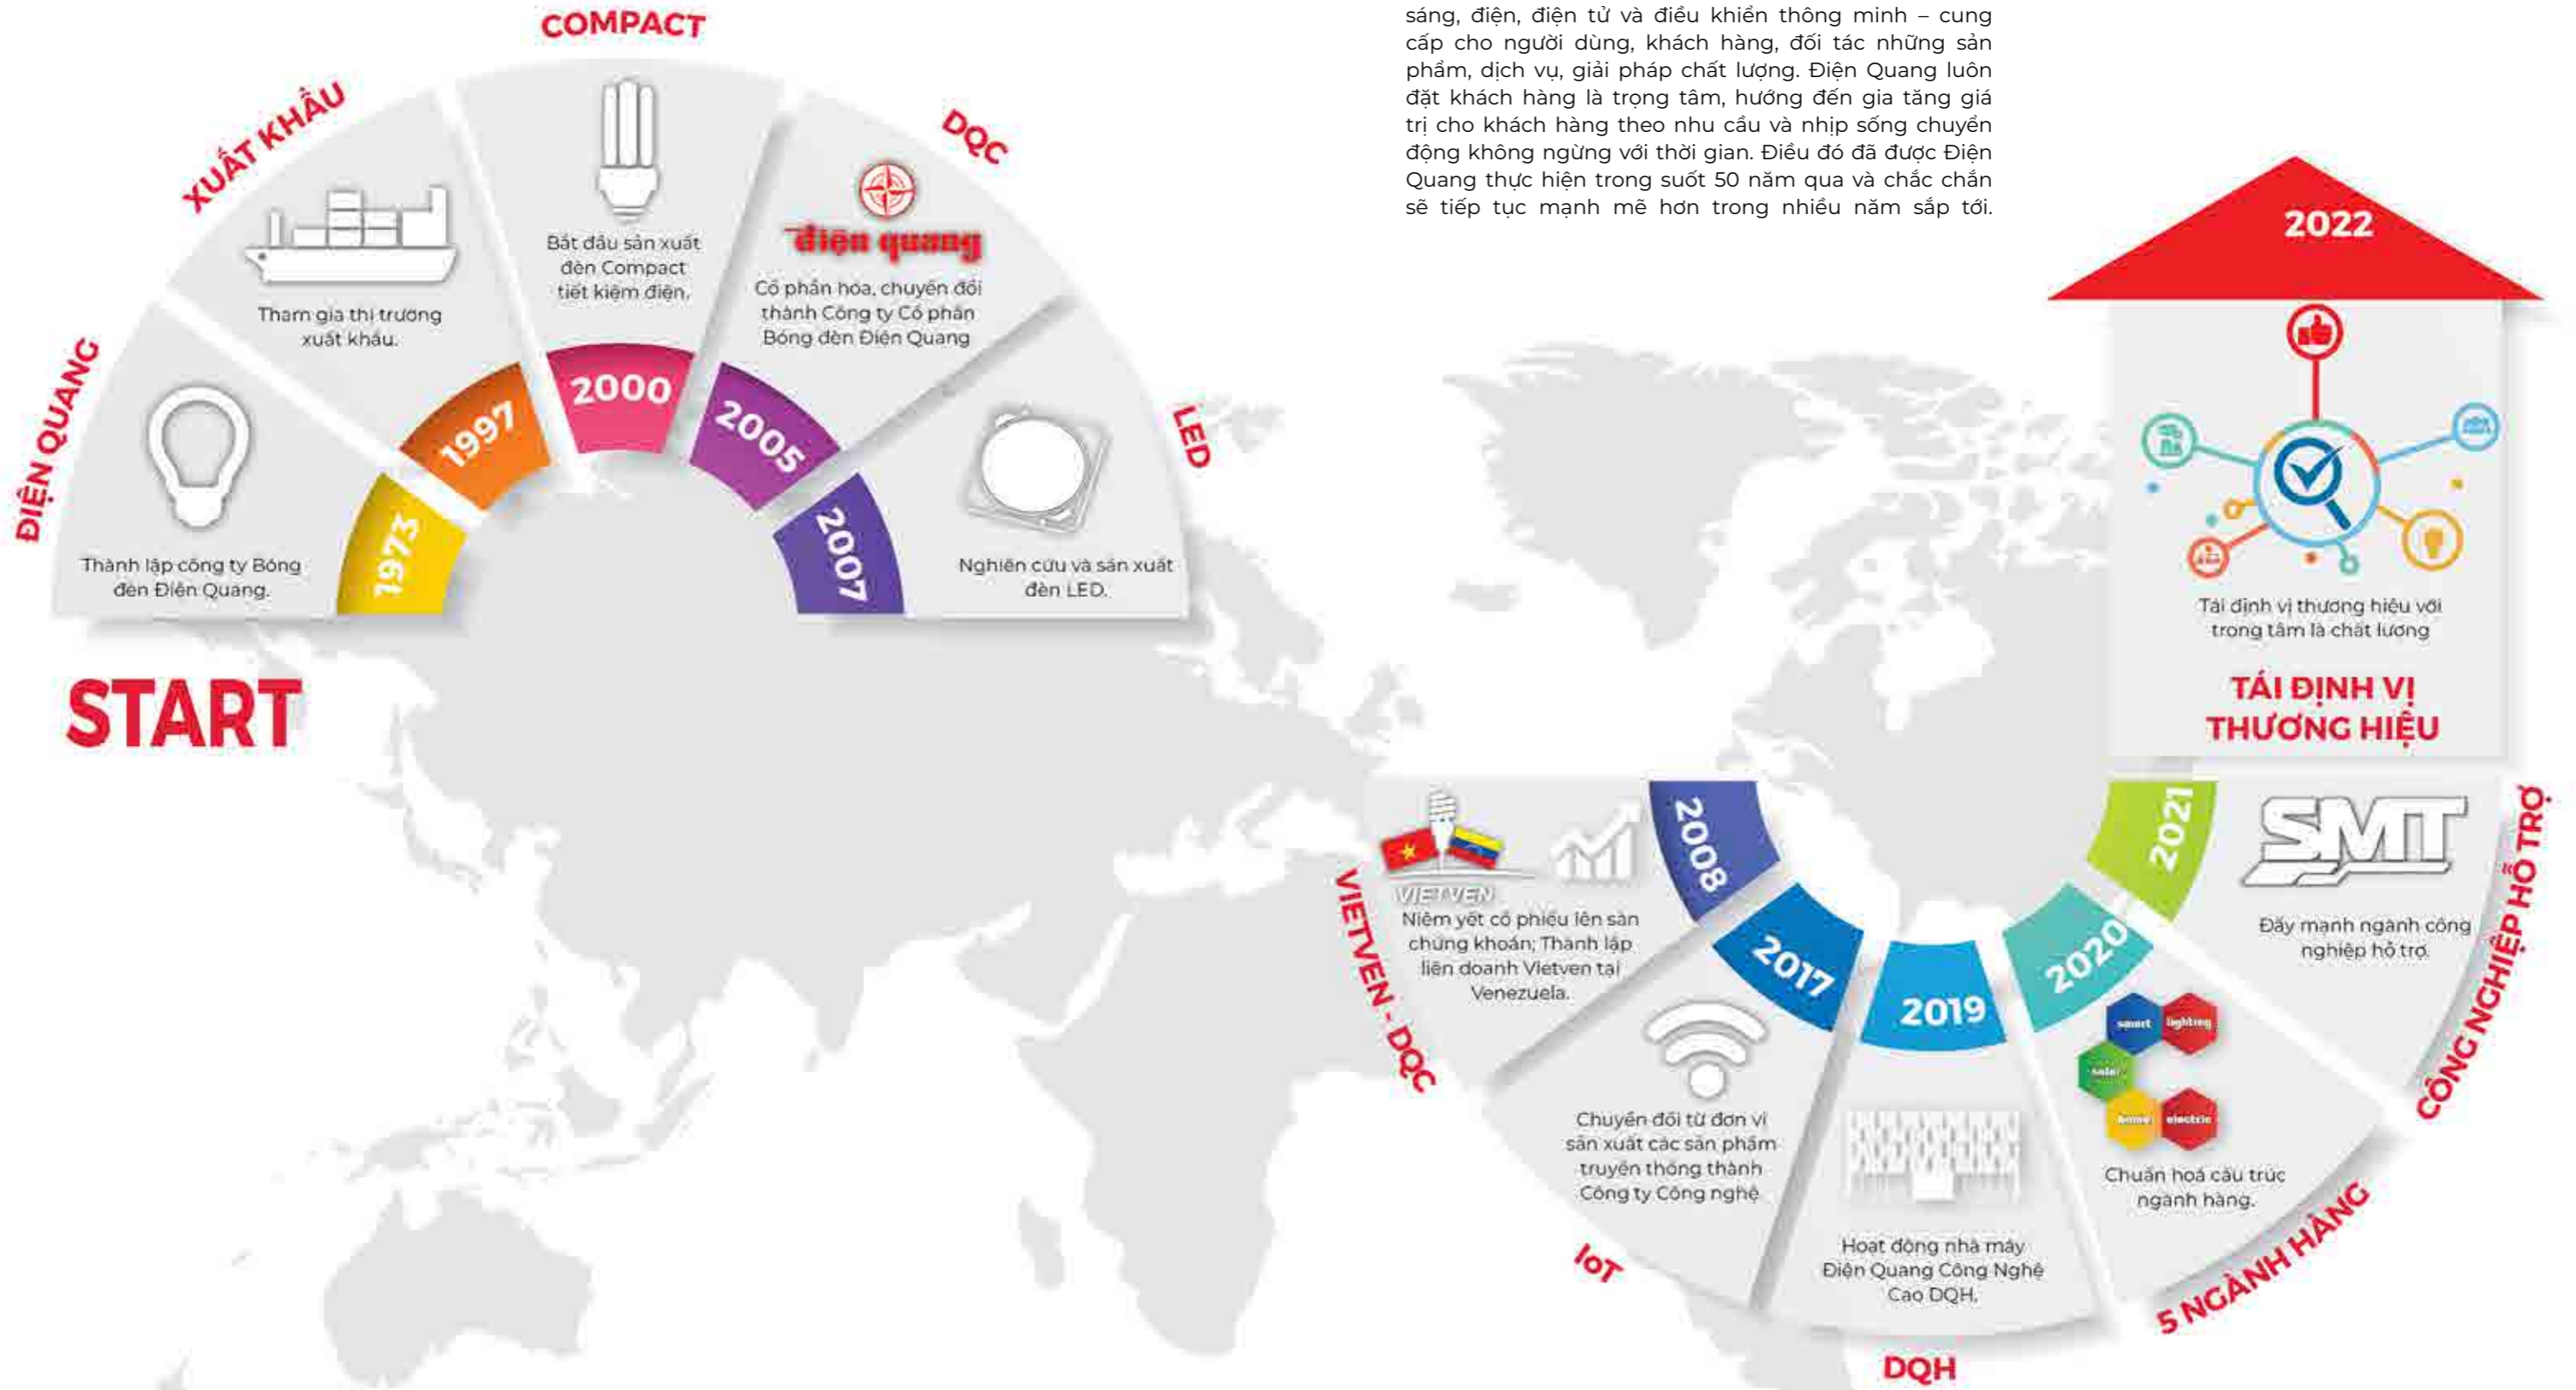 COMPACT
XUẤT KHẨU
DQC
ĐIỆN QUANG
LED
điện quang
Bắt đầu sản xuất
đèn Compact
tiết kiệm điện.
Cổ phần hóa, chuyển đổi
thành Công ty Cổ phần
Bóng đèn Điện Quang
Tham gia thị trường
xuất khẩu.
Thành lập công ty Bóng
đèn Điện Quang.
Nghiên cứu và sản xuất
đèn LED.
1973
1997
2000
2005
2007
START
sáng, điện, điện tử và điều khiển thông minh – cung
cấp cho người dùng, khách hàng, đối tác những sản
phẩm, dịch vụ, giải pháp chất lượng. Điện Quang luôn
đặt khách hàng là trọng tâm, hướng đến gia tăng giá
trị cho khách hàng theo nhu cầu và nhịp sống chuyển
động không ngừng với thời gian. Điều đó đã được Điện
Quang thực hiện trong suốt 50 năm qua và chắc chắn
sẽ tiếp tục mạnh mẽ hơn trong nhiều năm sắp tới.
2008
VIETVEN
Niêm yết cổ phiếu lên sàn
chứng khoán; Thành lập
liên doanh Vietven tại
Venezuela.
VIETVEN - DQC
2017
Chuyển đổi từ đơn vị
sản xuất các sản phẩm
truyền thống thành
Công ty Công nghệ
IoT
2019
Hoạt động nhà máy
Điện Quang Công Nghệ
Cao DQH.
DQH
2020
smart
lighting
solar
home
electric
Chuẩn hoá cấu trúc
ngành hàng.
5 NGÀNH HÀNG
2021
SMT
Đẩy mạnh ngành công
nghiệp hỗ trợ.
CÔNG NGHIỆP HỖ TRỢ
2022
Tái định vị thương hiệu với
trọng tâm là chất lượng
TÁI ĐỊNH VỊ
THƯƠNG HIỆU